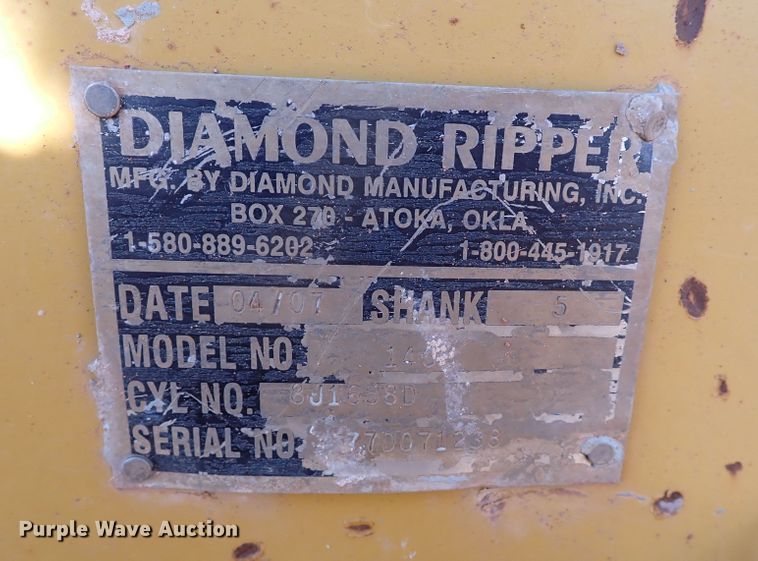 DIAMOND RIPPER
MFG. BY DIAMOND MANUFACTURING, INC.
BOX 270 - ATOKA, OKLA.
1-580-889-6202 1-800-445-1917
DATE 04/07 SHANK 5
MODEL NO
CYL NO.
SERIAL NO.
Purple Wave Auction